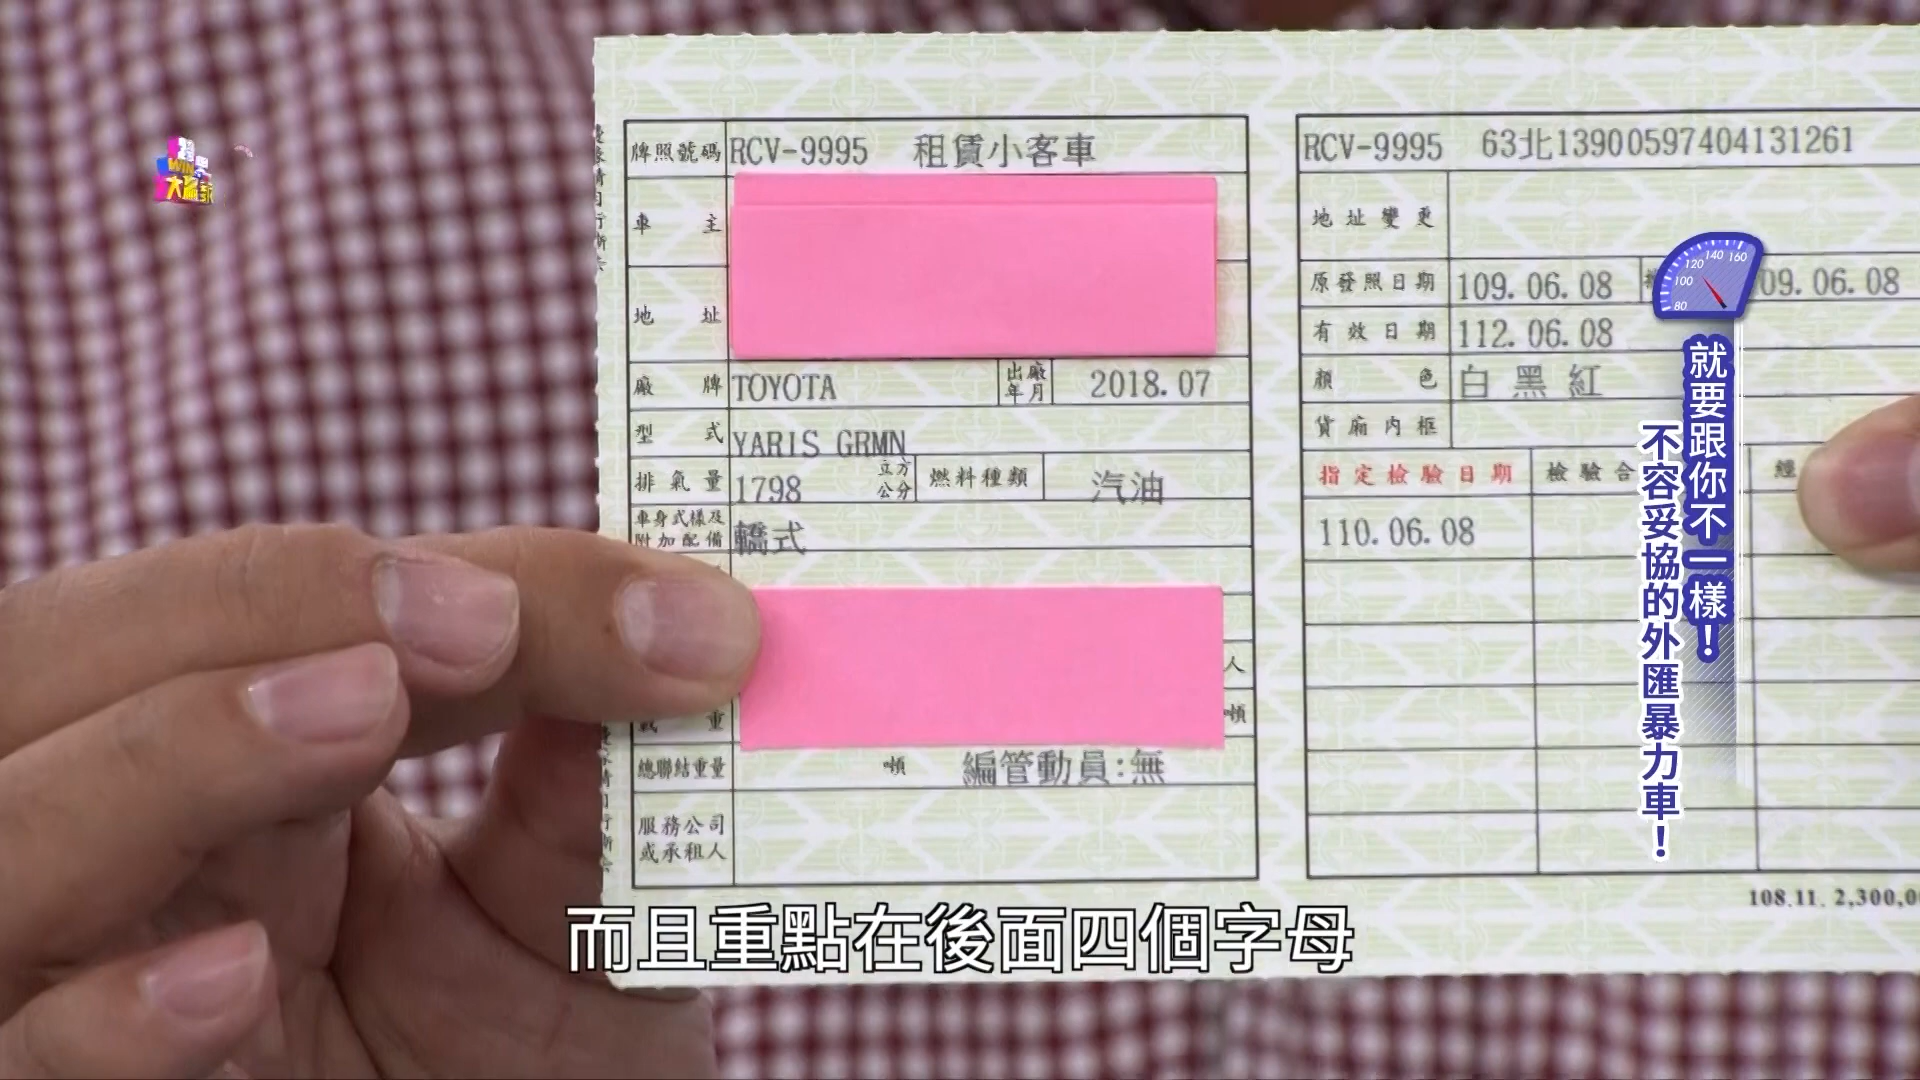 牌照號碼 RCV-9995 租賃小客車
車主
地址
廠牌 TOYOTA 出廠年月 2018.07
型式 YARIS GRMN
排氣量 1798 立方公分 燃料種類 汽油
車身式樣及附加配備 轎式
人
載重 噸
總聯結重量 噸 編管動員:無
服務公司或承租人
RCV-9995 63北13900597404131261
地址變更
原發照日期 109.06.08 09.06.08
有效日期 112.06.08
顏色 白黑紅
貨廂內框
指定檢驗日期 檢驗合 經
110.06.08
108.11. 2,300,0
80 100 120 140 160
就要跟你不一樣!
不容妥協的外匯暴力車!
而且重點在後面四個字母